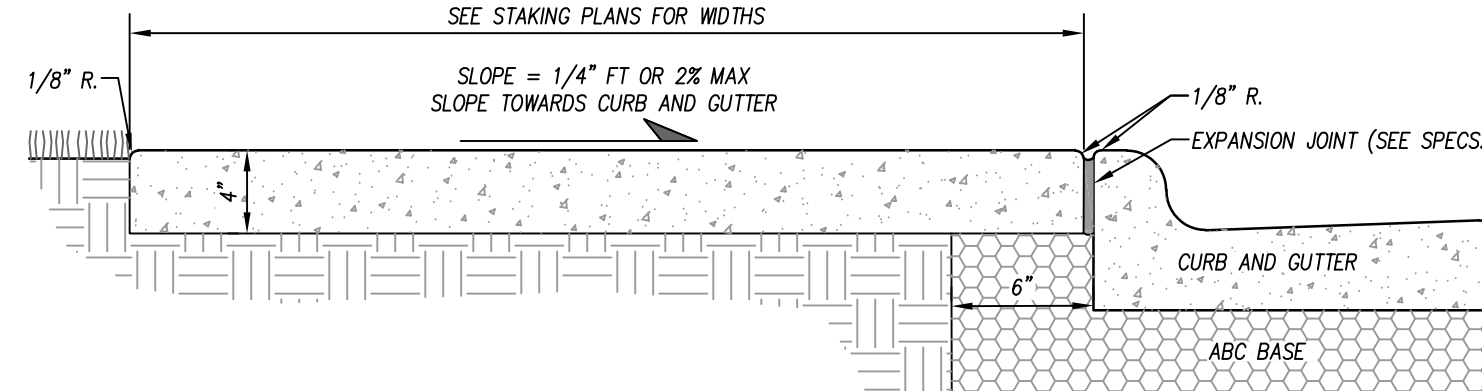 SEE STAKING PLANS FOR WIDTHS
1/8" R.
SLOPE = 1/4" FT OR 2% MAX
SLOPE TOWARDS CURB AND GUTTER
1/8" R.
EXPANSION JOINT (SEE SPECS.
4"
CURB AND GUTTER
6"
ABC BASE